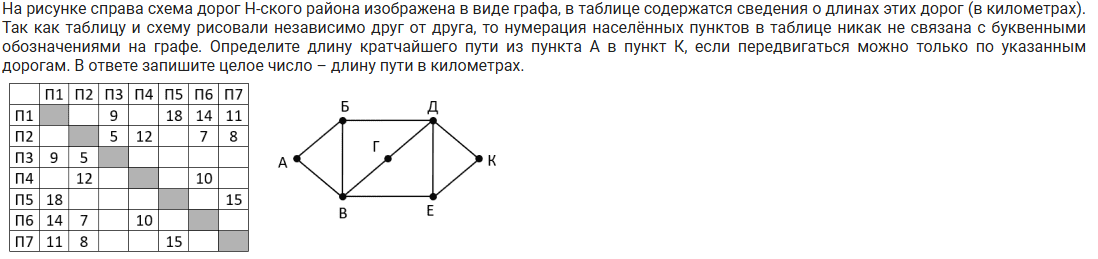 На рисунке справа схема дорог Н-ского района изображена в виде графа, в таблице содержатся сведения о длинах этих дорог (в километрах).
Так как таблицу и схему рисовали независимо друг от друга, то нумерация населённых пунктов в таблице никак не связана с буквенными
обозначениями на графе. Определите длину кратчайшего пути из пункта А в пункт К, если передвигаться можно только по указанным
дорогам. В ответе запишите целое число – длину пути в километрах.
П1 П2 П3 П4 П5 П6 П7
П1 9 18 14 11
П2 5 12 7 8
П3 9 5
П4 12 10
П5 18 15
П6 14 7 10
П7 11 8 15
Б Д
Г
А К
В Е